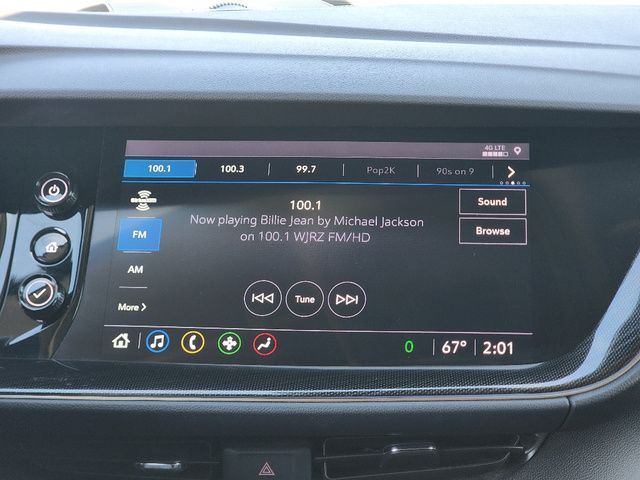 4G LTE
100.1 100.3 99.7 Pop2K 90s on 9
100.1
Sound
Now playing Billie Jean by Michael Jackson
FM
Browse
on 100.1 WJRZ FM/HD
AM
Tune
More
0 67° 2:01